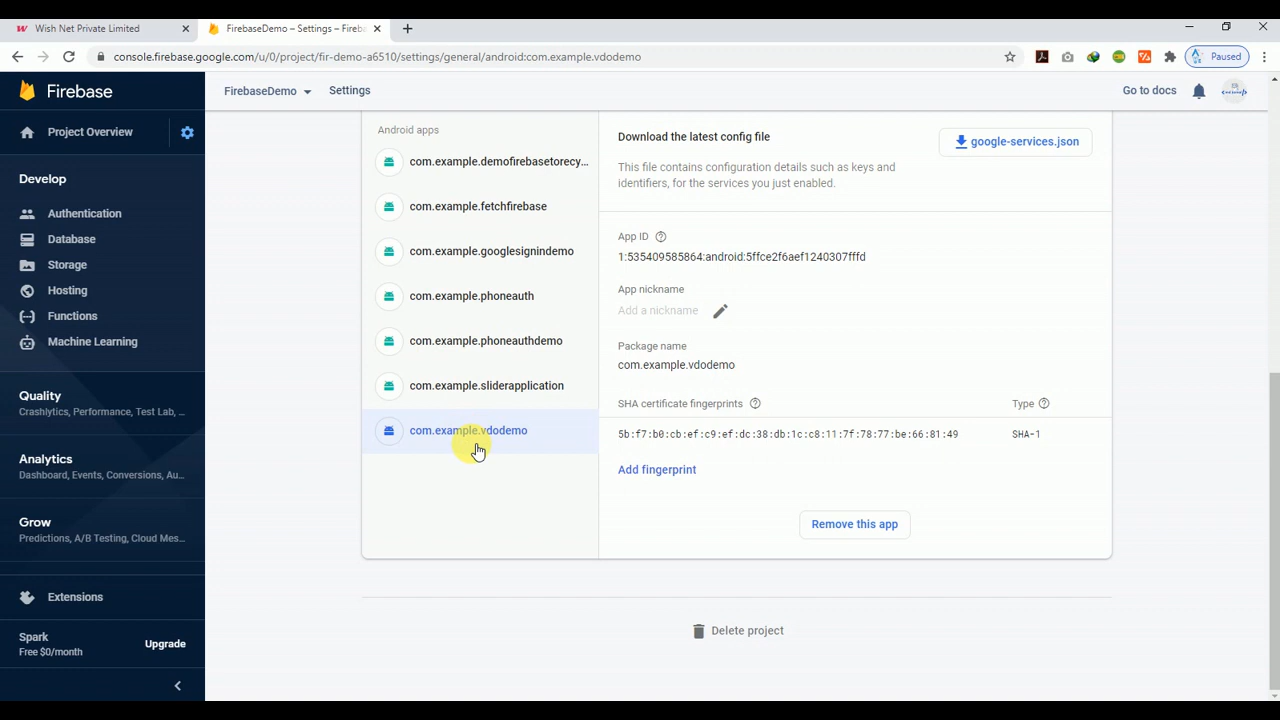 Wish Net Private Limited
FirebaseDemo – Settings – Fireb
console.firebase.google.com/u/0/project/fir-demo-a6510/settings/general/android:com.example.vdodemo
Paused
Firebase
FirebaseDemo
Settings
Go to docs
Project Overview
Develop
Authentication
Database
Storage
Hosting
Functions
Machine Learning
Quality
Crashlytics, Performance, Test Lab, ...
Analytics
Dashboard, Events, Conversions, Au...
Grow
Predictions, A/B Testing, Cloud Mes...
Extensions
Spark
Free $0/month
Upgrade
Android apps
com.example.demofirebasetorecy...
com.example.fetchfirebase
com.example.googlesignindemo
com.example.phoneauth
com.example.phoneauthdemo
com.example.sliderapplication
com.example.vdodemo
Download the latest config file
google-services.json
This file contains configuration details such as keys and
identifiers, for the services you just enabled.
App ID
1:535409585864:android:5ffce2f6aef1240307fffd
App nickname
Add a nickname
Package name
com.example.vdodemo
SHA certificate fingerprints
Type
5b:f7:b0:cb:ef:c9:ef:dc:38:db:1c:c8:11:7f:78:77:be:66:81:49
SHA-1
Add fingerprint
Remove this app
Delete project